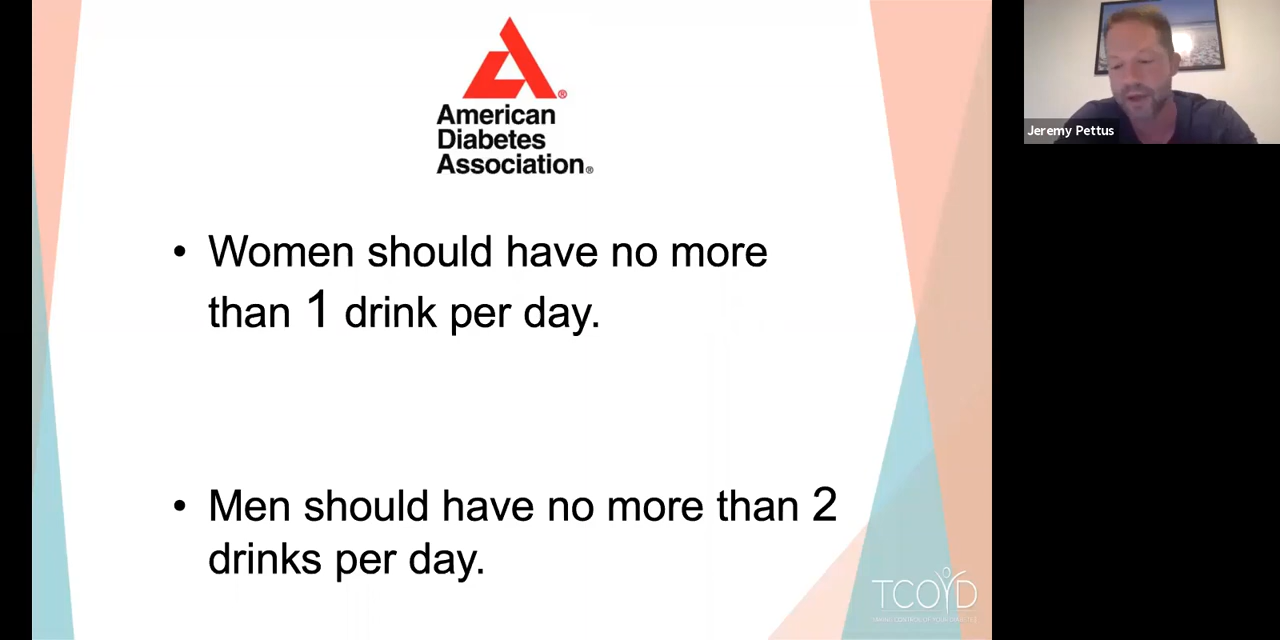 American
Diabetes
Association®
• Women should have no more
than 1 drink per day.
• Men should have no more than 2
drinks per day.
TCOYD
Jeremy Pettus